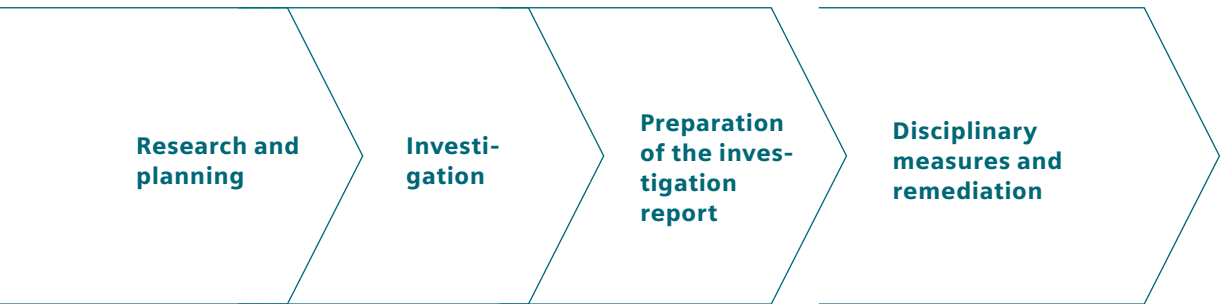 Research and
planning
Investi-
gation
Preparation
of the inves-
tigation
report
Disciplinary
measures and
remediation